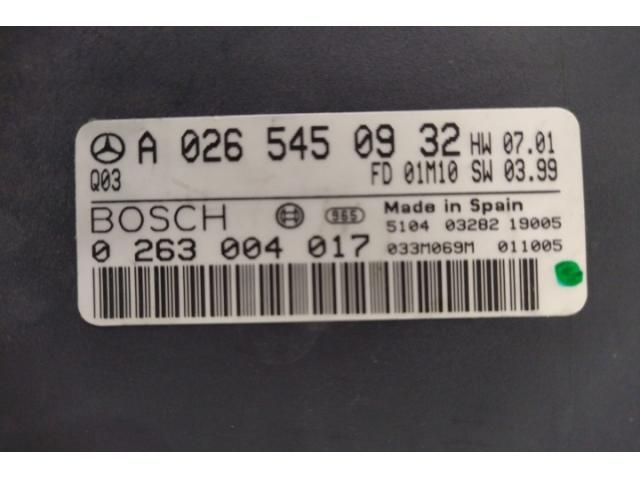 A 026 545 09 32 HW 07.01
Q03 FD 01M10 SW 03.99
BOSCH 965 Made in Spain
5104 03282 19005
0 263 004 017 033M069M 011005